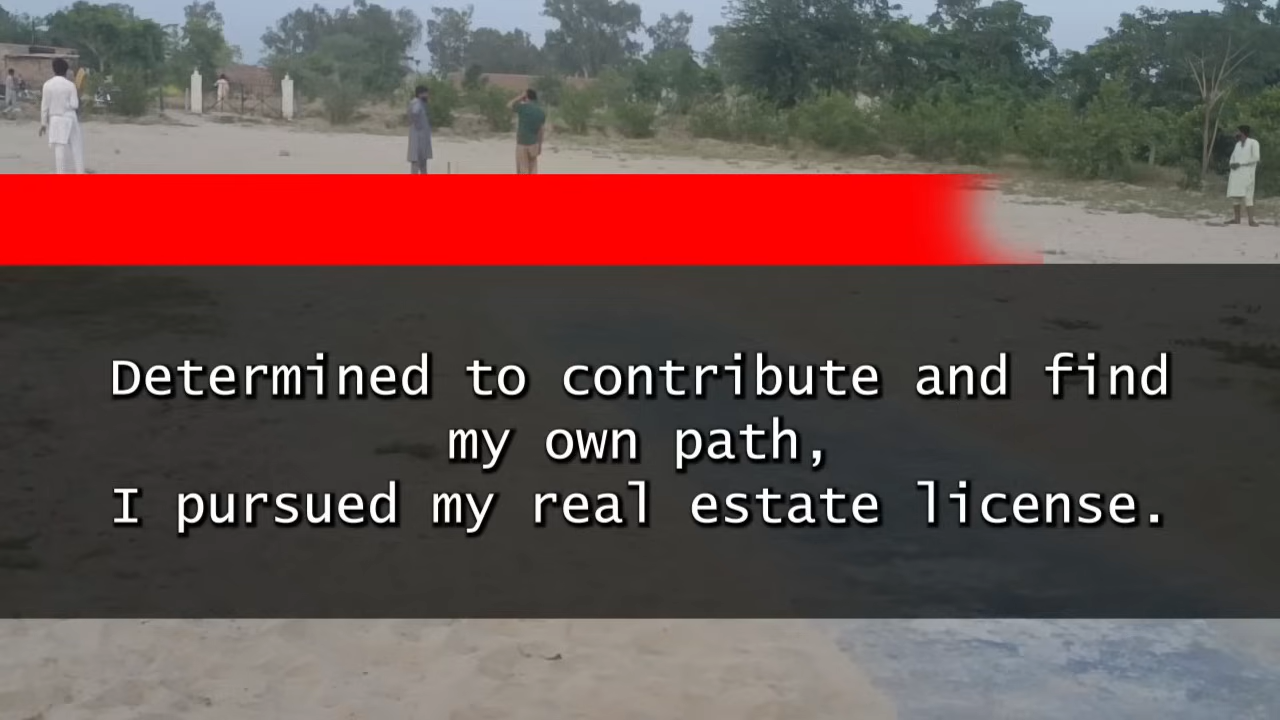 Determined to contribute and find
my own path,
I pursued my real estate license.